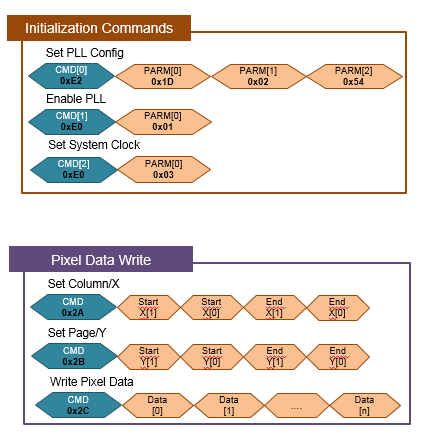 Initialization Commands
Set PLL Config
CMD[0] PARM[0] PARM[1] PARM[2]
0xE2 0x1D 0x02 0x54
Enable PLL
CMD[1] PARM[0]
0xE0 0x01
Set System Clock
CMD[2] PARM[0]
0xE0 0x03
Pixel Data Write
Set Column/X
CMD Start Start End End
0x2A X[1] X[0] X[1] X[0]
Set Page/Y
CMD Start Start End End
0x2B Y[1] Y[0] Y[1] Y[0]
Write Pixel Data
CMD Data Data .... Data
0x2C [0] [1] [n]